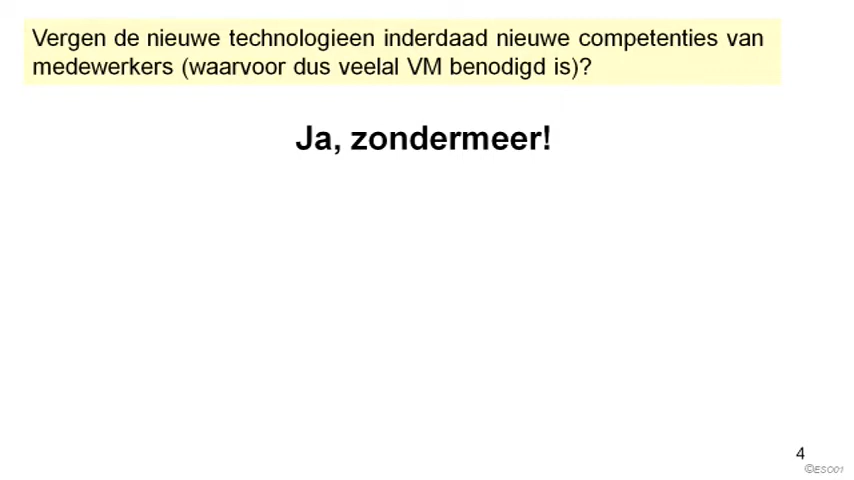 Vergen de nieuwe technologieen inderdaad nieuwe competenties van
medewerkers (waarvoor dus veelal VM benodigd is)?
Ja, zondermeer!
4
©ESO01